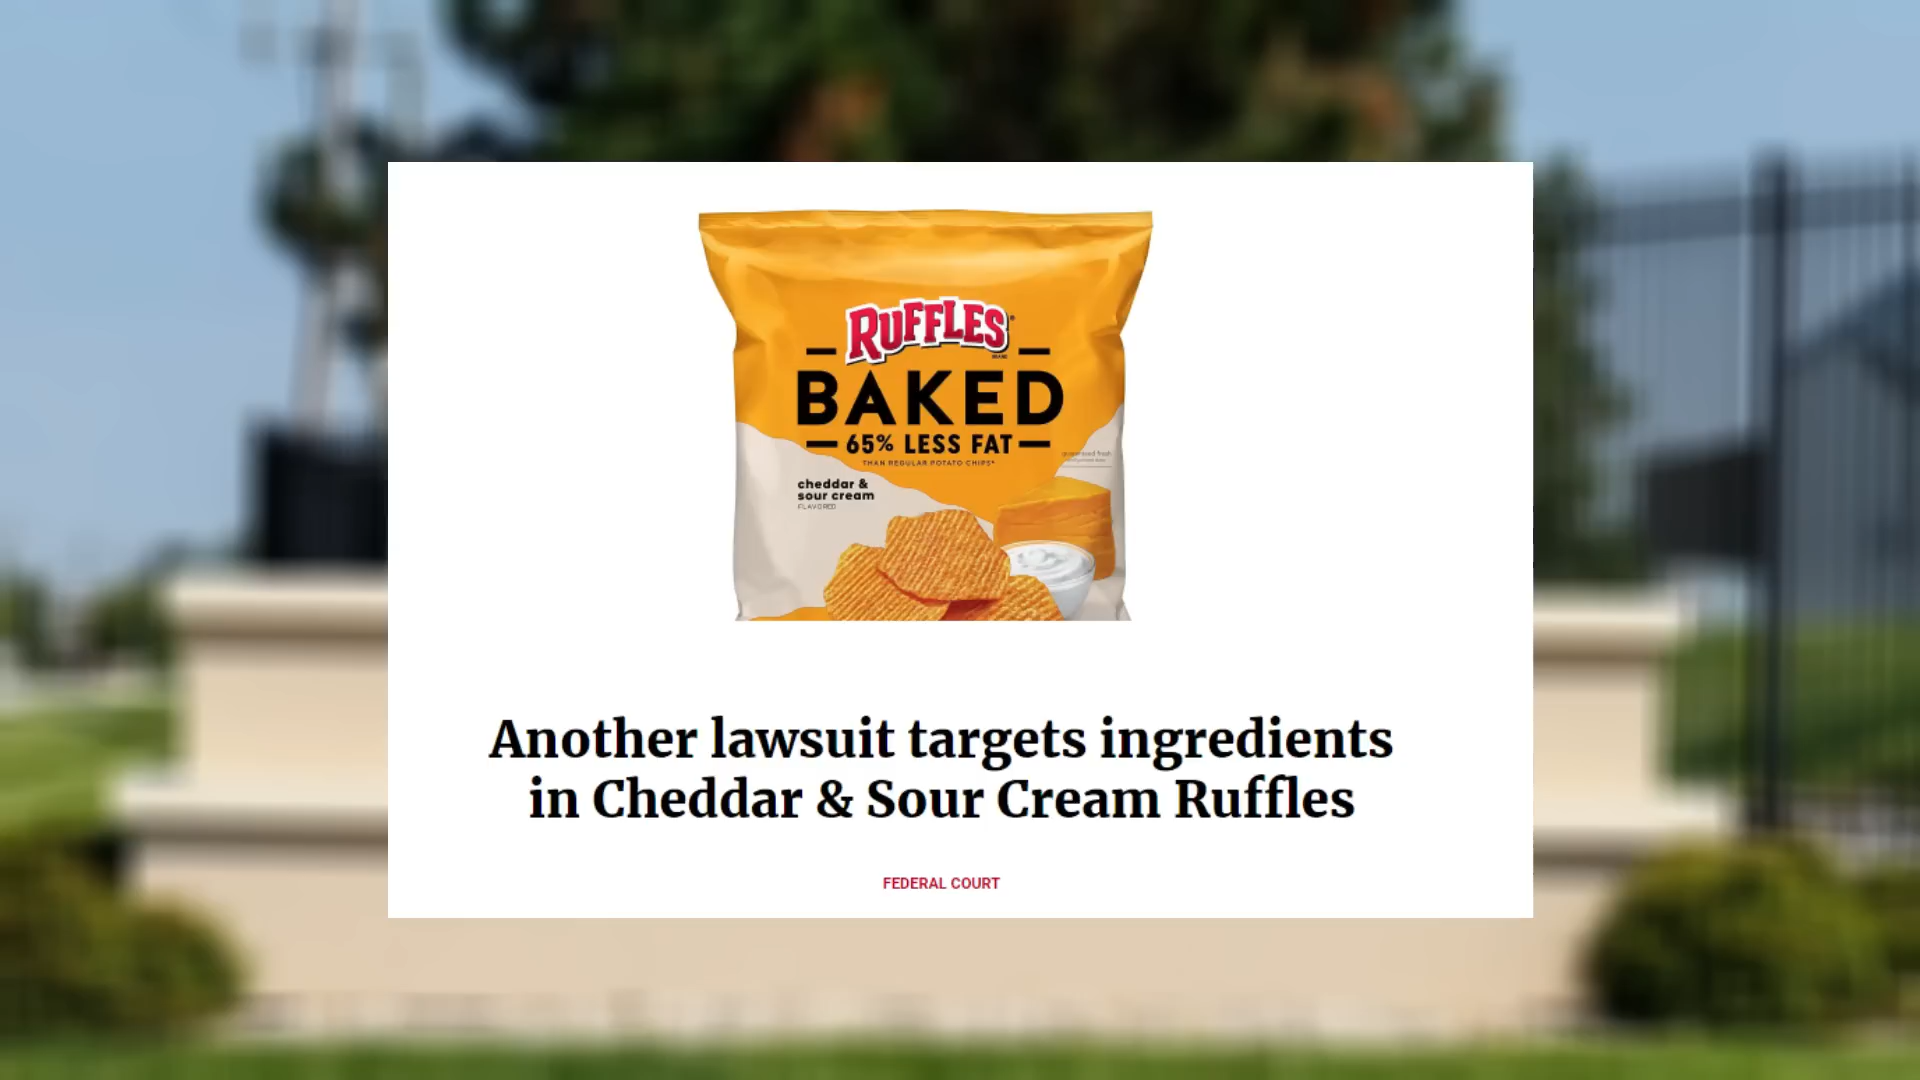 RUFFLES
BAKED
65% LESS FAT
THAN REGULAR POTATO CHIPS*
cheddar &
sour cream
FLAVORED
Another lawsuit targets ingredients
in Cheddar & Sour Cream Ruffles
FEDERAL COURT